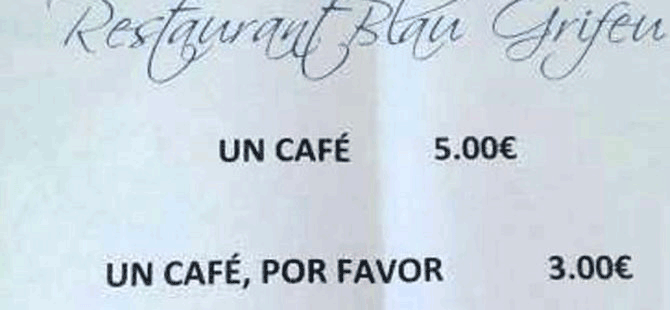 Restaurant Blau Grifeu
UN CAFÉ 5.00€
UN CAFÉ, POR FAVOR 3.00€